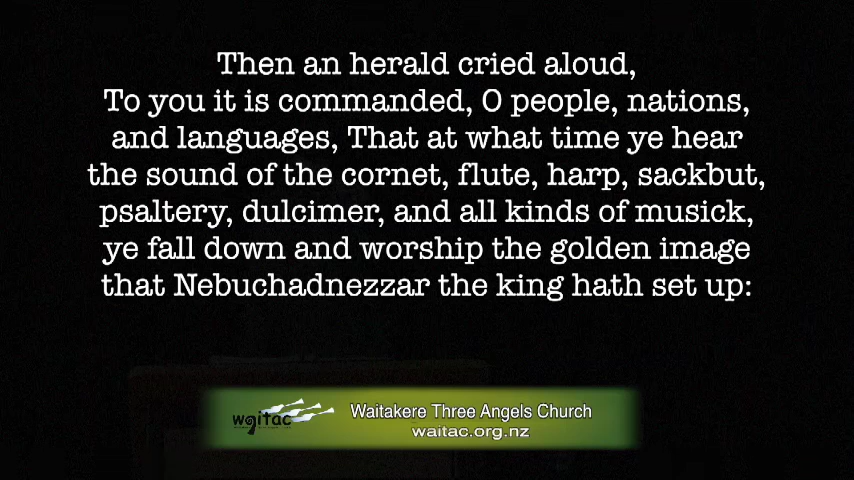 Then an herald cried aloud,
To you it is commanded, O people, nations,
and languages, That at what time ye hear
the sound of the cornet, flute, harp, sackbut,
psaltery, dulcimer, and all kinds of musick,
ye fall down and worship the golden image
that Nebuchadnezzar the king hath set up:
waitac
Waitakere Three Angels Church
waitac.org.nz